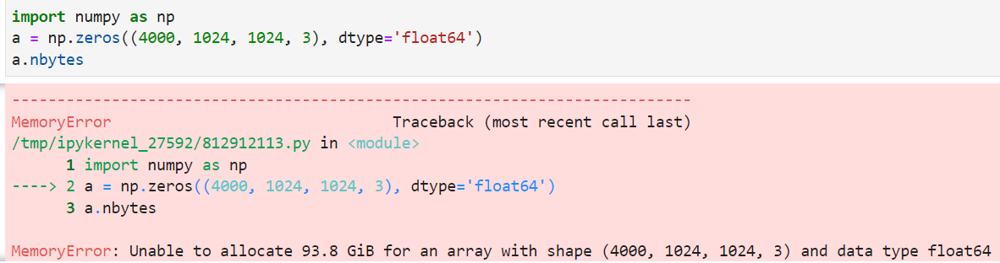 import numpy as np
a = np.zeros((4000, 1024, 1024, 3), dtype='float64')
a.nbytes
---------------------------------------------------------------------------
MemoryError                               Traceback (most recent call last)
/tmp/ipykernel_27592/812912113.py in <module>
      1 import numpy as np
----> 2 a = np.zeros((4000, 1024, 1024, 3), dtype='float64')
      3 a.nbytes
MemoryError: Unable to allocate 93.8 GiB for an array with shape (4000, 1024, 1024, 3) and data type float64